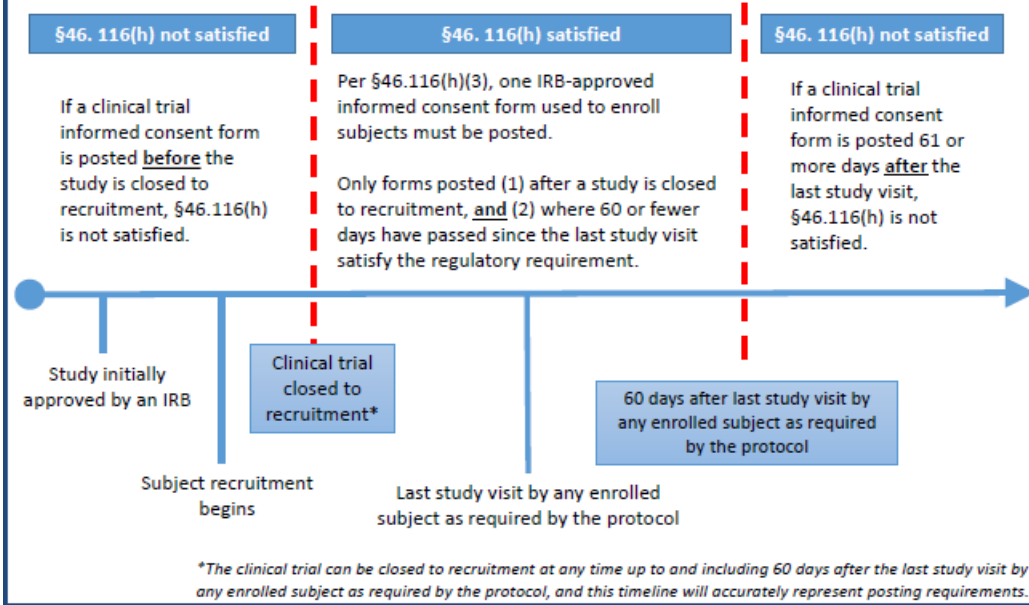 §46. 116(h) not satisfied
§46. 116(h) satisfied
§46. 116(h) not satisfied
If a clinical trial
informed consent form
is posted before the
study is closed to
recruitment, §46.116(h)
is not satisfied.
Per §46.116(h)(3), one IRB-approved
informed consent form used to enroll
subjects must be posted.
Only forms posted (1) after a study is closed
to recruitment, and (2) where 60 or fewer
days have passed since the last study visit
satisfy the regulatory requirement.
If a clinical trial
informed consent
form is posted 61 or
more days after the
last study visit,
§46.116(h) is not
satisfied.
Study initially
approved by an IRB
Subject recruitment
begins
Clinical trial
closed to
recruitment*
Last study visit by any enrolled
subject as required by the protocol
60 days after last study visit by
any enrolled subject as required
by the protocol
*The clinical trial can be closed to recruitment at any time up to and including 60 days after the last study visit by
any enrolled subject as required by the protocol, and this timeline will accurately represent posting requirements.